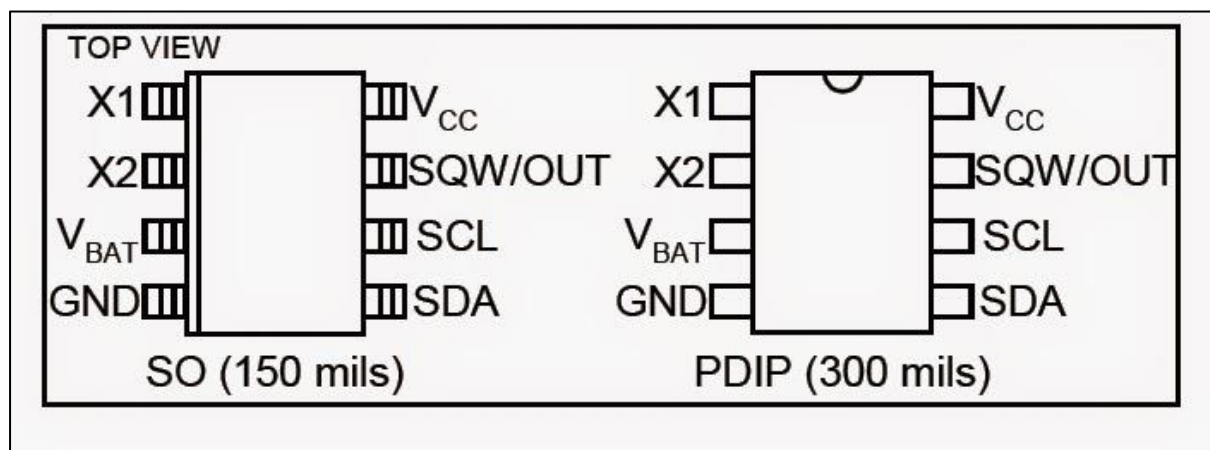 TOP VIEW
X1 VCC X1 VCC
X2 SQW/OUT X2 SQW/OUT
VBAT SCL VBAT SCL
GND SDA GND SDA
SO (150 mils) PDIP (300 mils)